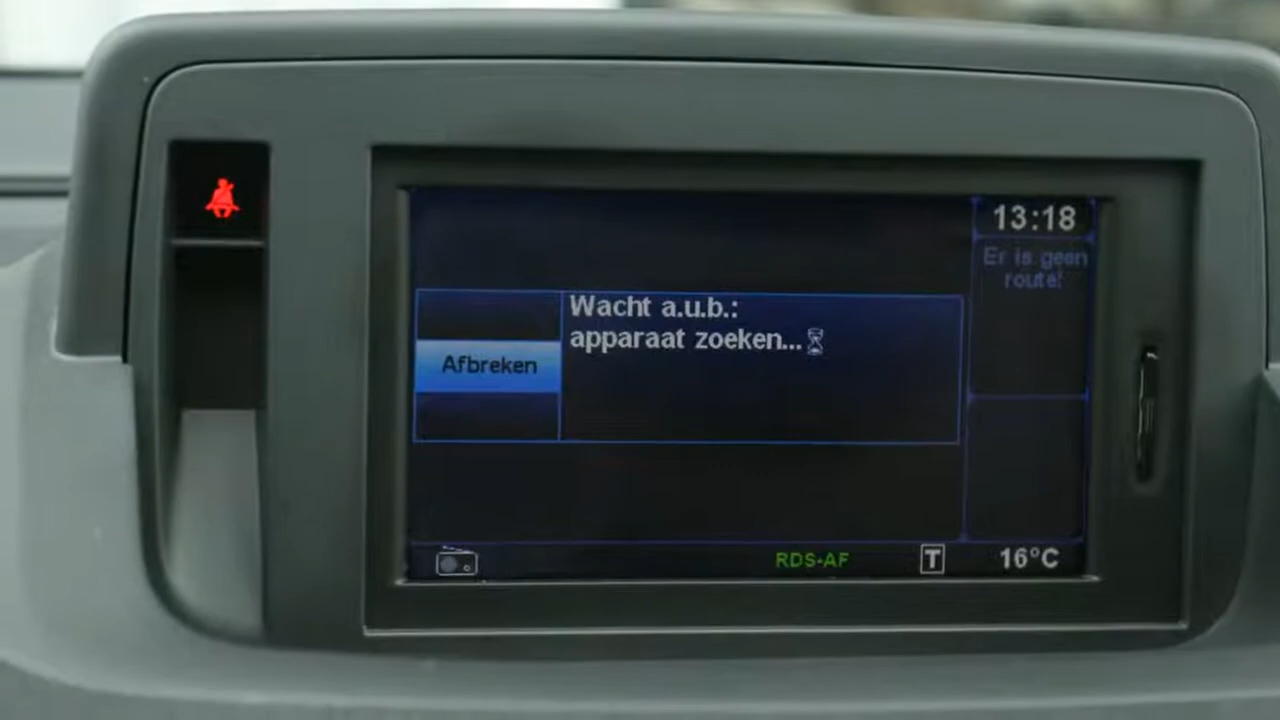 13:18
Er is geen
route!
Wacht a.u.b.:
apparaat zoeken...
Afbreken
RDS-AF
T
16°C